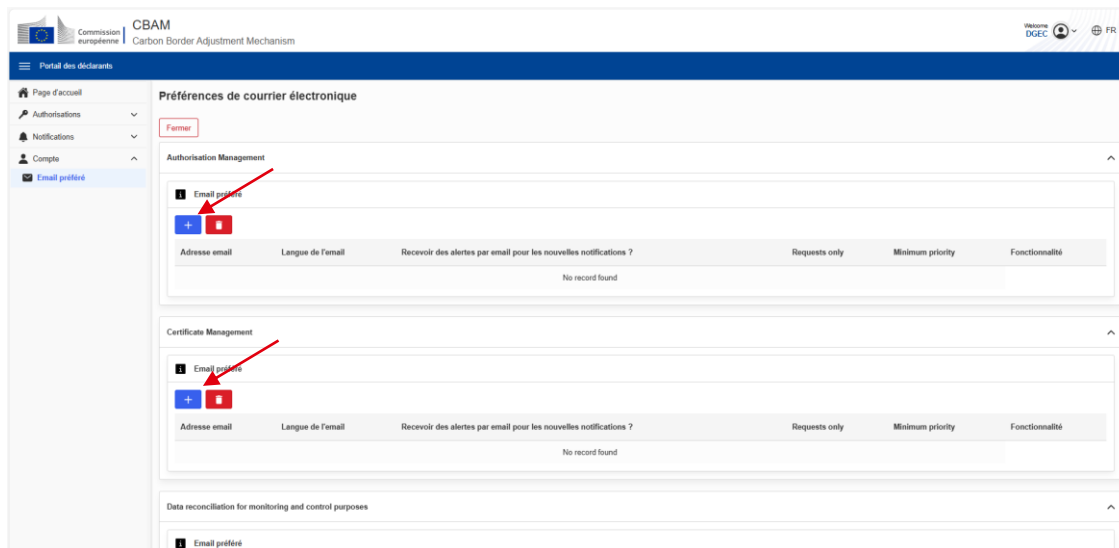 Commission
européenne
CBAM
Carbon Border Adjustment Mechanism
Welcome
DGEC
FR
Portail des déclarants
Page d'accueil
Authorisations
Notifications
Compte
Email préféré
Préférences de courrier électronique
Fermer
Authorisation Management
Email préféré
Adresse email Langue de l'email Recevoir des alertes par email pour les nouvelles notifications ? Requests only Minimum priority Fonctionnalité
No record found
Certificate Management
Email préféré
Adresse email Langue de l'email Recevoir des alertes par email pour les nouvelles notifications ? Requests only Minimum priority Fonctionnalité
No record found
Data reconciliation for monitoring and control purposes
Email préféré